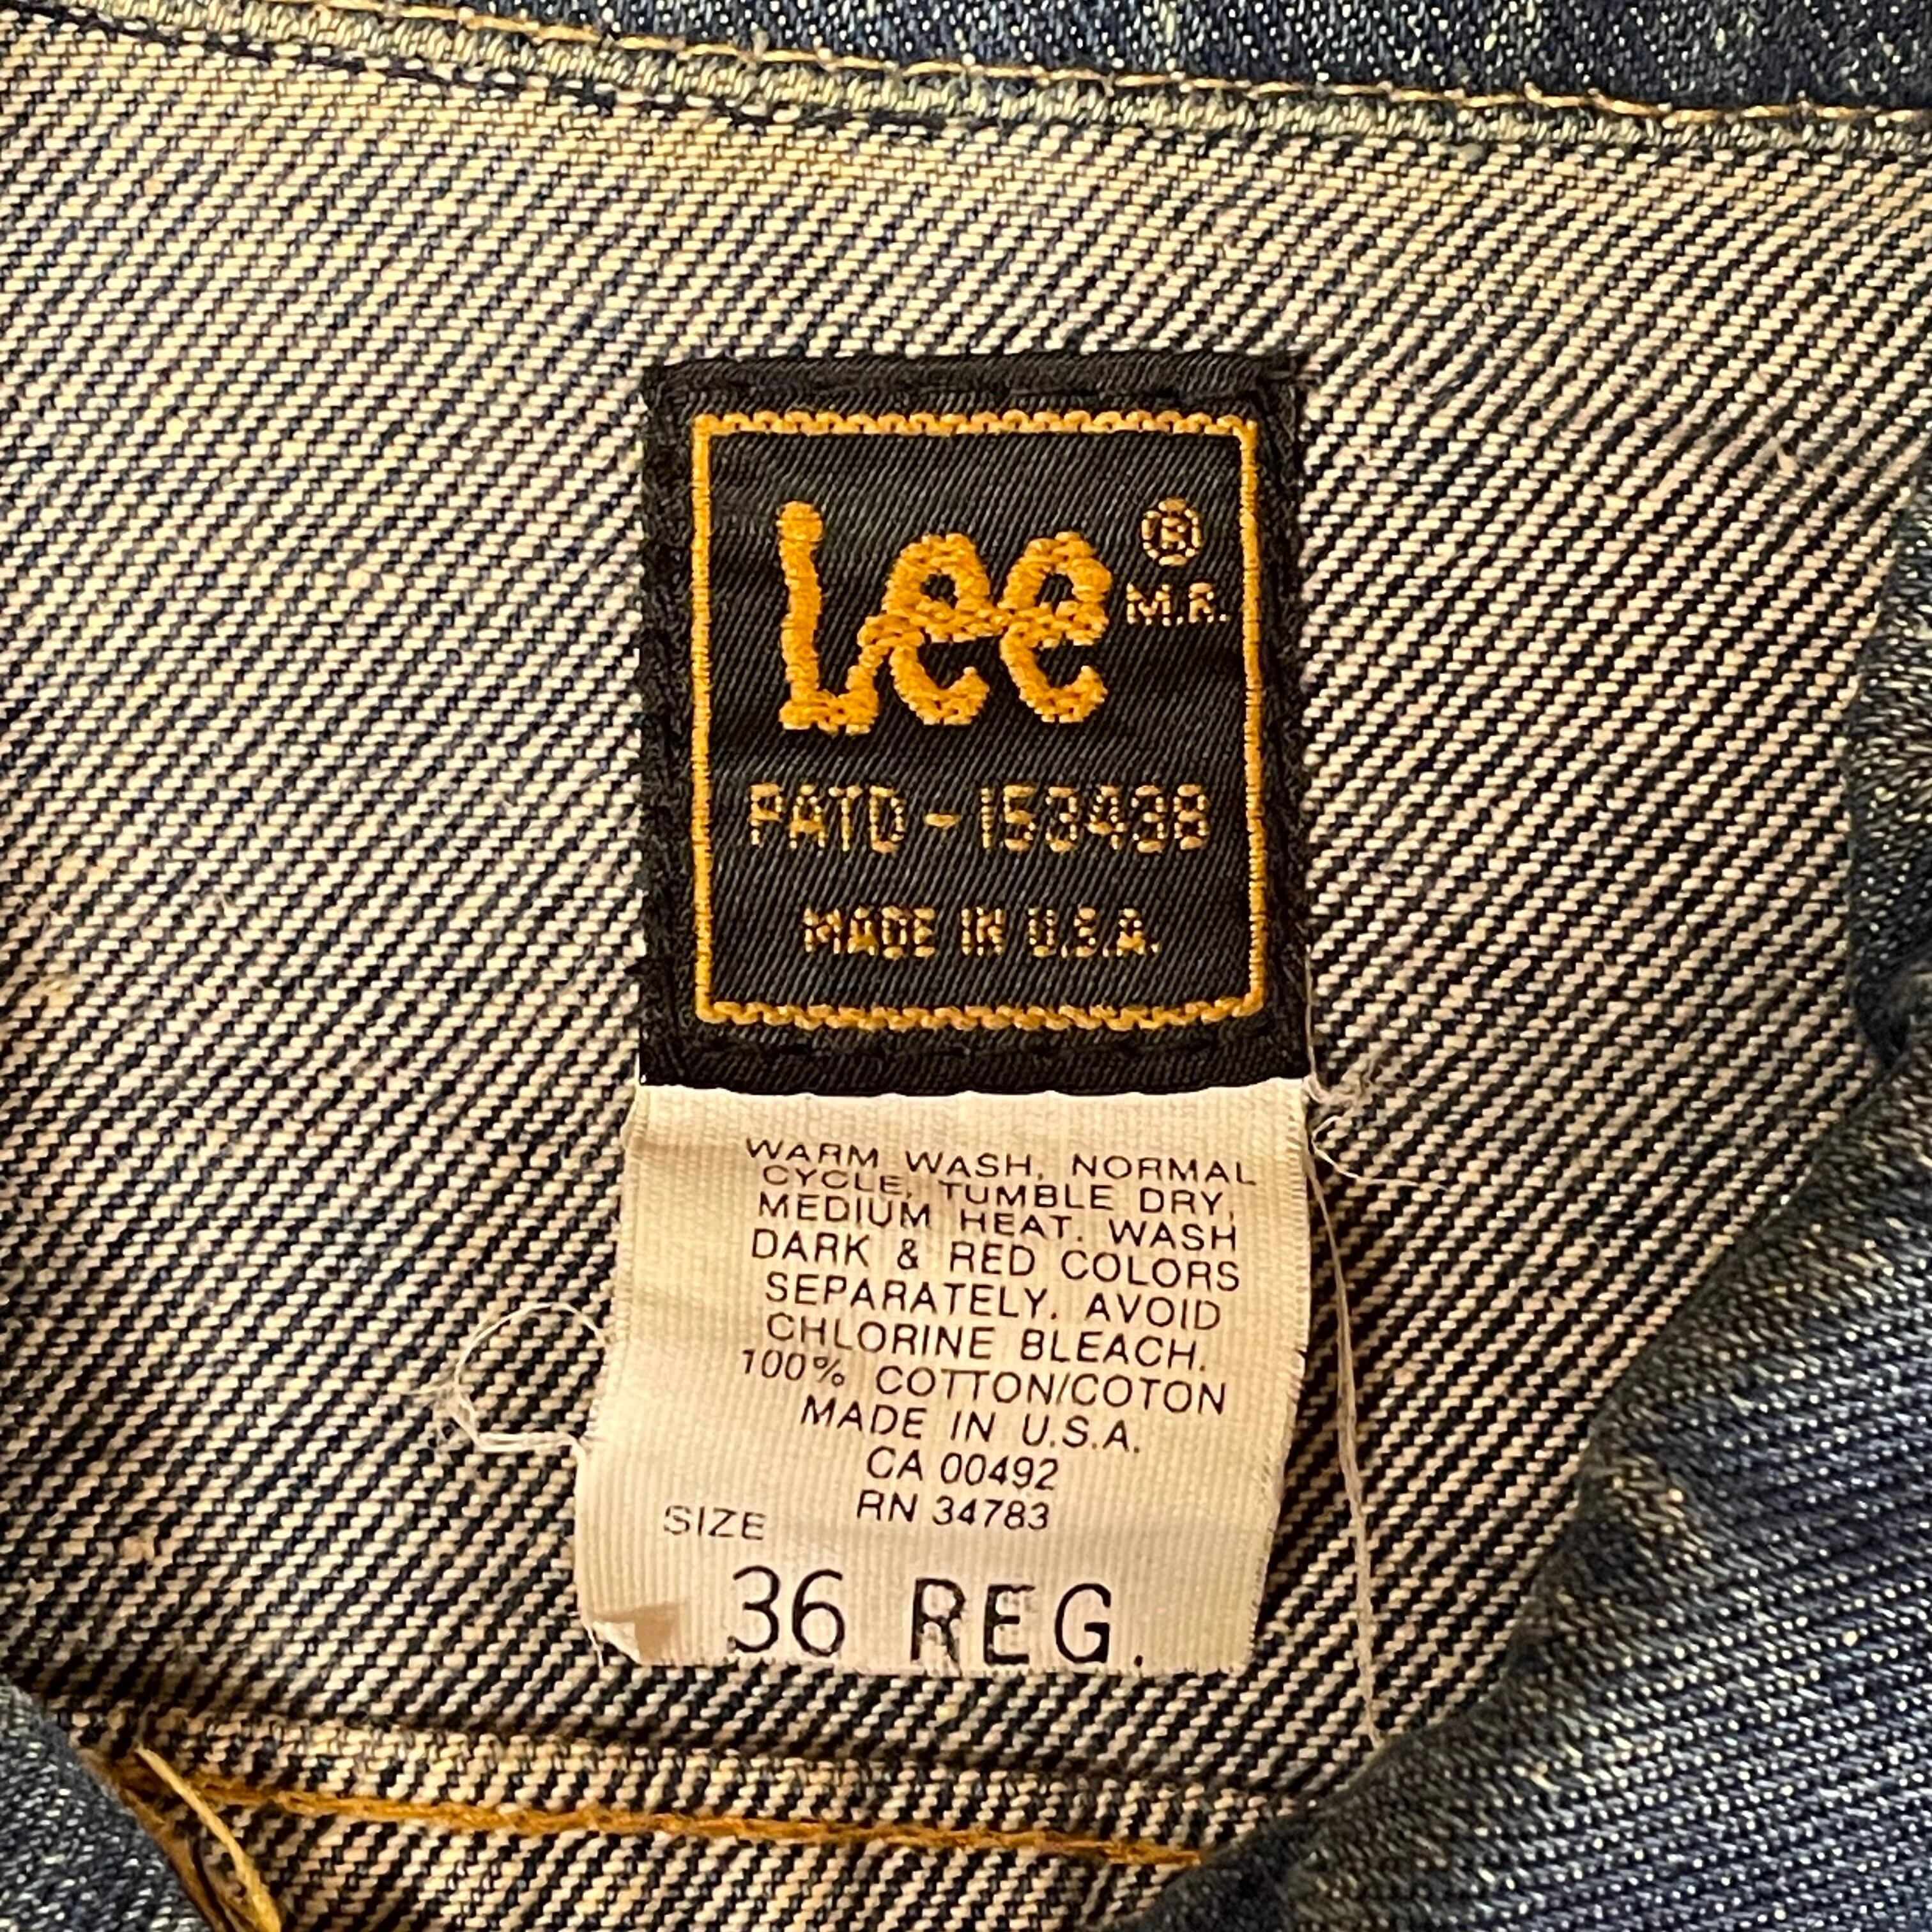 Lee ®
M.R.
PATD - 153438
MADE IN U.S.A.
WARM WASH, NORMAL
CYCLE, TUMBLE DRY,
MEDIUM HEAT. WASH
DARK & RED COLORS
SEPARATELY. AVOID
CHLORINE BLEACH.
100% COTTON/COTON
MADE IN U.S.A.
CA 00492
RN 34783
SIZE
36 REG.